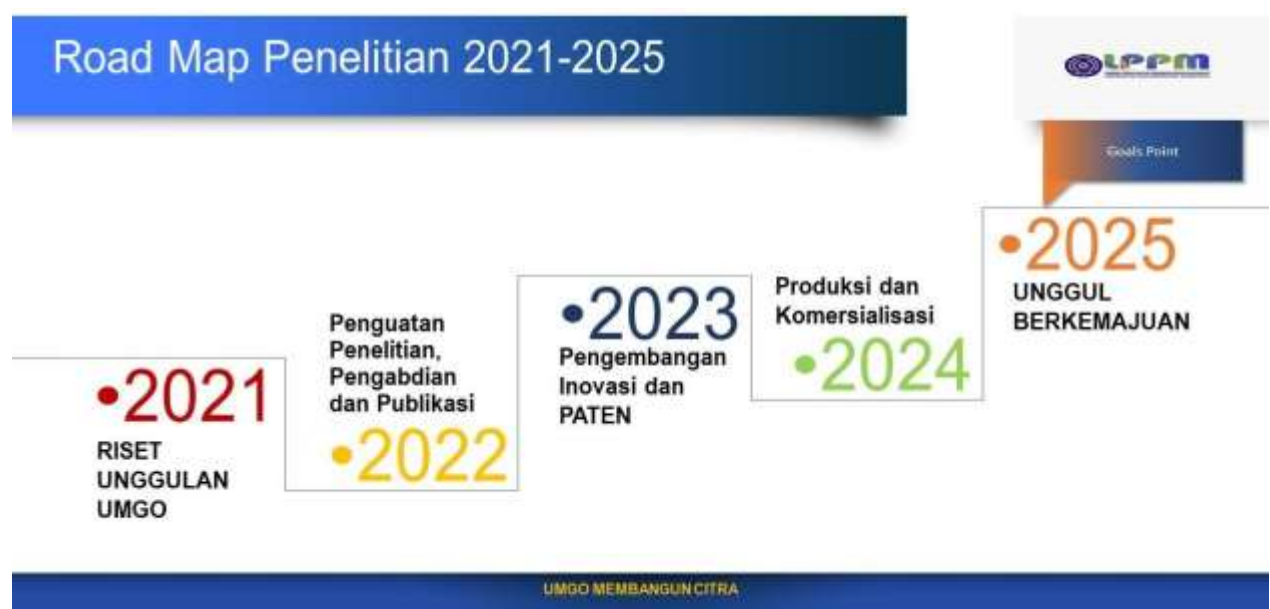 Road Map Penelitian 2021-2025
LPPM
Goals Point
•2021
RISET
UNGGULAN
UMGO
Penguatan
Penelitian,
Pengabdian
dan Publikasi
•2022
•2023
Pengembangan
Inovasi dan
PATEN
Produksi dan
Komersialisasi
•2024
•2025
UNGGUL
BERKEMAJUAN
UMGO MEMBANGUN CITRA